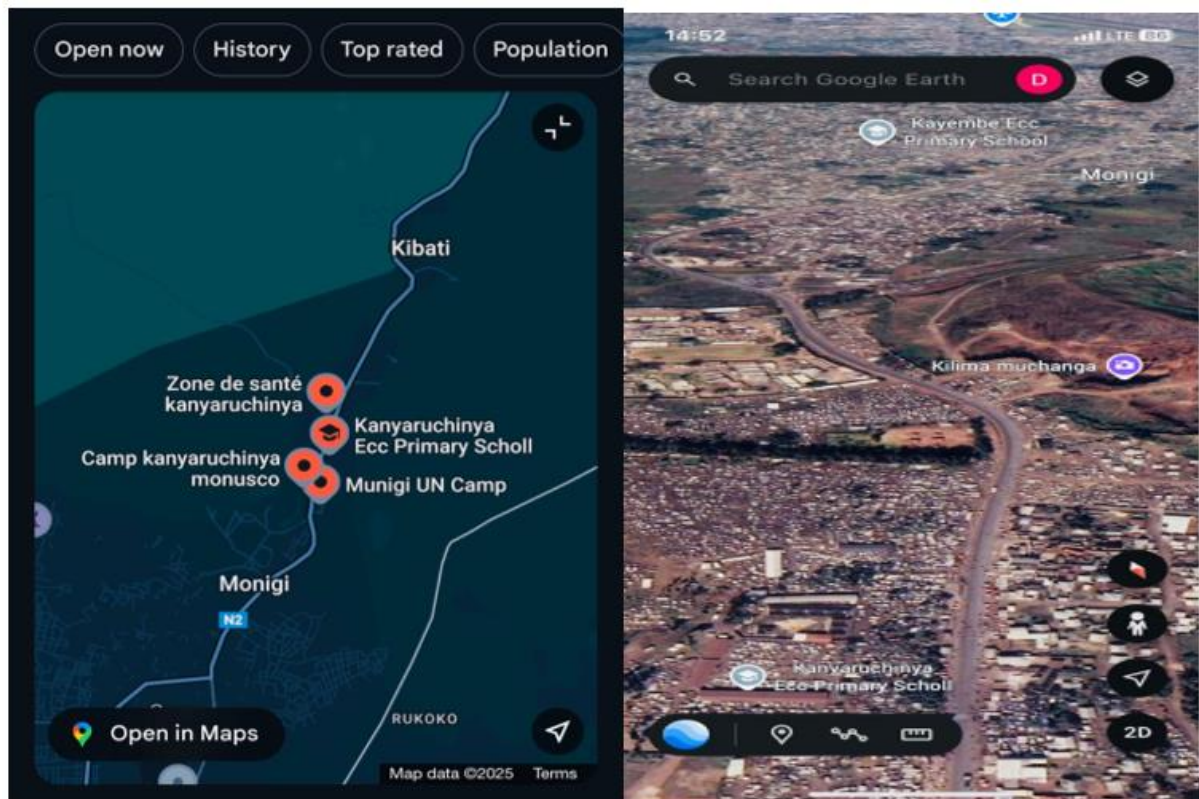 Open now
History
Top rated
Population
Kibati
Zone de santé
kanyaruchinya
Kanyaruchinya
Ecc Primary Scholl
Camp kanyaruchinya
monusco
Munigi UN Camp
Monigi
N2
RUKOKO
Open in Maps
Map data ©2025 Terms
14:52
LTE 86
Search Google Earth
D
Kayembe Ecc
Primary School
Monigi
Kilima muchanga
Kanyaruchinya
Ecc Primary Scholl
2D